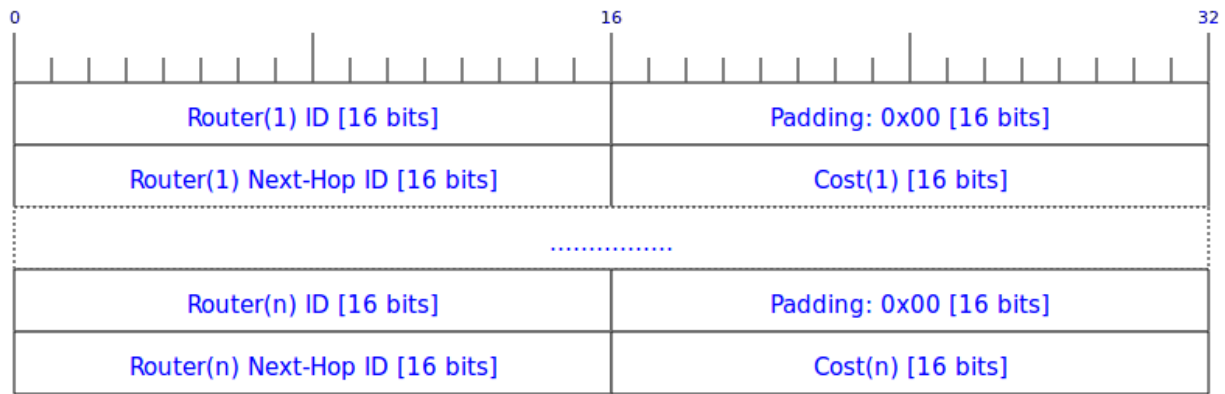 0 16 32
Router(1) ID [16 bits] Padding: 0x00 [16 bits]
Router(1) Next-Hop ID [16 bits] Cost(1) [16 bits]
................
Router(n) ID [16 bits] Padding: 0x00 [16 bits]
Router(n) Next-Hop ID [16 bits] Cost(n) [16 bits]